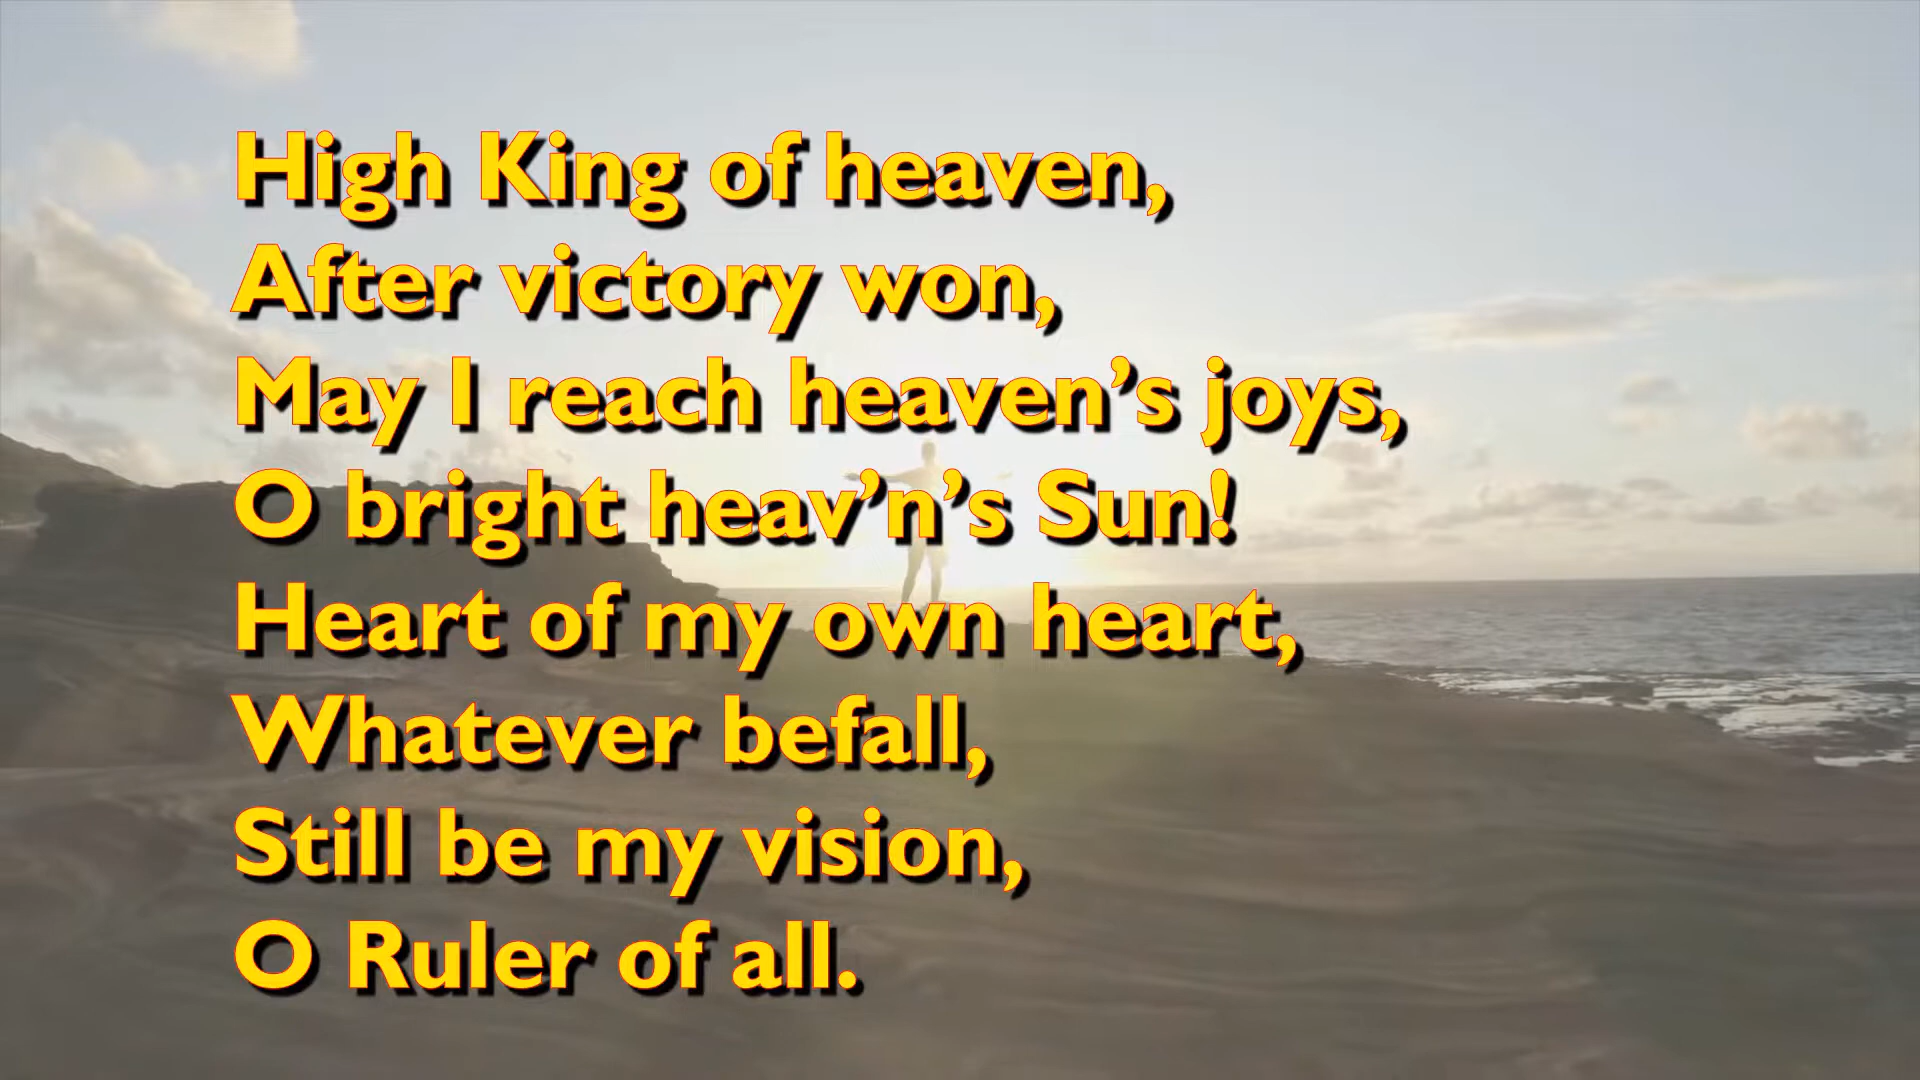 High King of heaven,
After victory won,
May I reach heaven’s joys,
O bright heav’n’s Sun!
Heart of my own heart,
Whatever befall,
Still be my vision,
O Ruler of all.